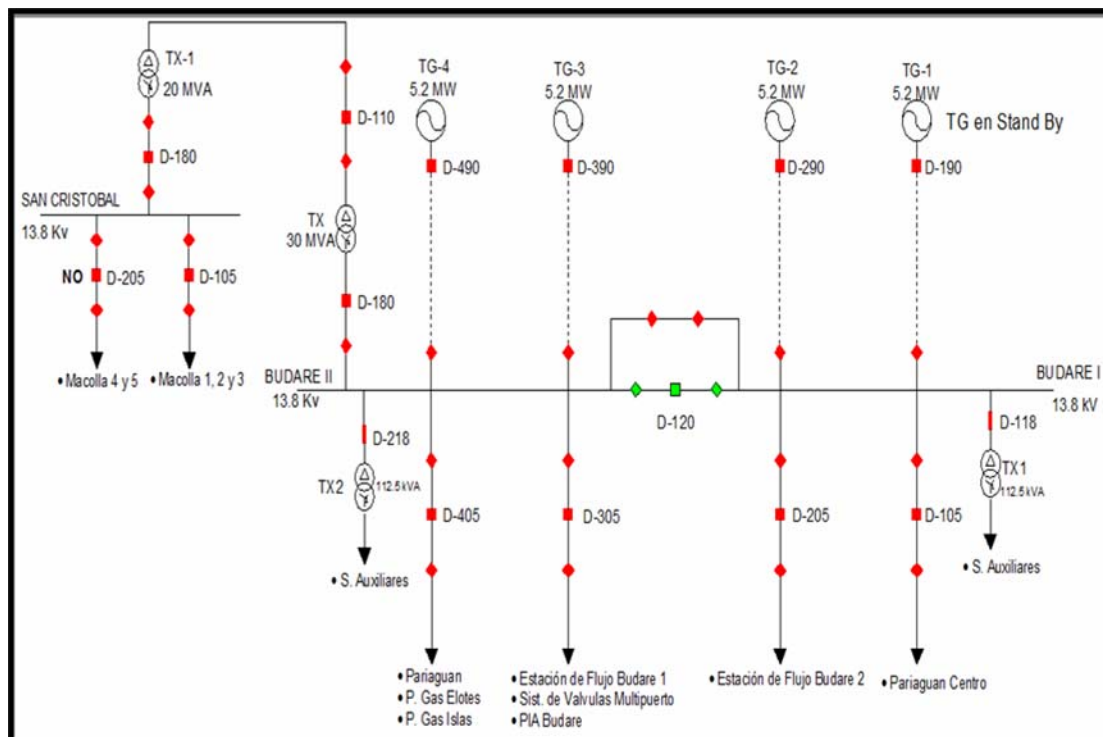 TX-1
20 MVA
D-180
SAN CRISTOBAL
13.8 Kv
NO
D-205
D-105
• Macolla 4 y 5
• Macolla 1, 2 y 3
D-110
TX
30 MVA
D-180
TG-4
5.2 MW
D-490
TG-3
5.2 MW
D-390
TG-2
5.2 MW
D-290
TG-1
5.2 MW
D-190
TG en Stand By
BUDARE II
13.8 Kv
D-120
BUDARE I
13.8 kV
D-218
TX2
112.5 kVA
• S. Auxiliares
D-405
D-305
D-205
D-105
D-118
TX1
112.5 kVA
• S. Auxiliares
• Pariaguan
• P. Gas Elotes
• P. Gas Islas
• Estación de Flujo Budare 1
• Sist. de Valvulas Multipuerto
• PIA Budare
• Estación de Flujo Budare 2
• Pariaguan Centro